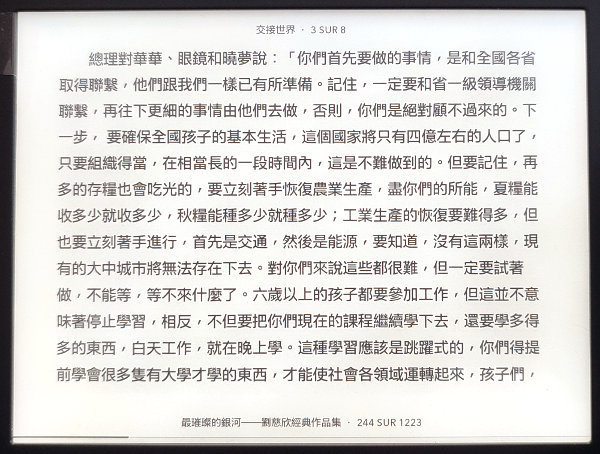 交接世界 · 3 SUR 8
總理對華華、眼鏡和曉夢說：「你們首先要做的事情，是和全國各省
取得聯繫，他們跟我們一樣已有所準備。記住，一定要和省一級領導機關
聯繫，再往下更細的事情由他們去做，否則，你們是絕對顧不過來的。下
一步，要確保全國孩子的基本生活，這個國家將只有四億左右的人口了，
只要組織得當，在相當長的一段時間內，這是不難做到的。但要記住，再
多的存糧也會吃光的，要立刻著手恢復農業生產，盡你們的所能，夏糧能
收多少就收多少，秋糧能種多少就種多少；工業生產的恢復要難得多，但
也要立刻著手進行，首先是交通，然後是能源，要知道，沒有這兩樣，現
有的大中城市將無法存在下去。對你們來說這些都很難，但一定要試著
做，不能等，等不來什麼了。六歲以上的孩子都要參加工作，但這並不意
味著停止學習，相反，不但要把你們現在的課程繼續學下去，還要學多得
多的東西，白天工作，就在晚上學。這種學習應該是跳躍式的，你們得提
前學會很多隻有大學才學的東西，才能使社會各領域運轉起來，孩子們，
最璀璨的銀河——劉慈欣經典作品集 · 244 SUR 1223